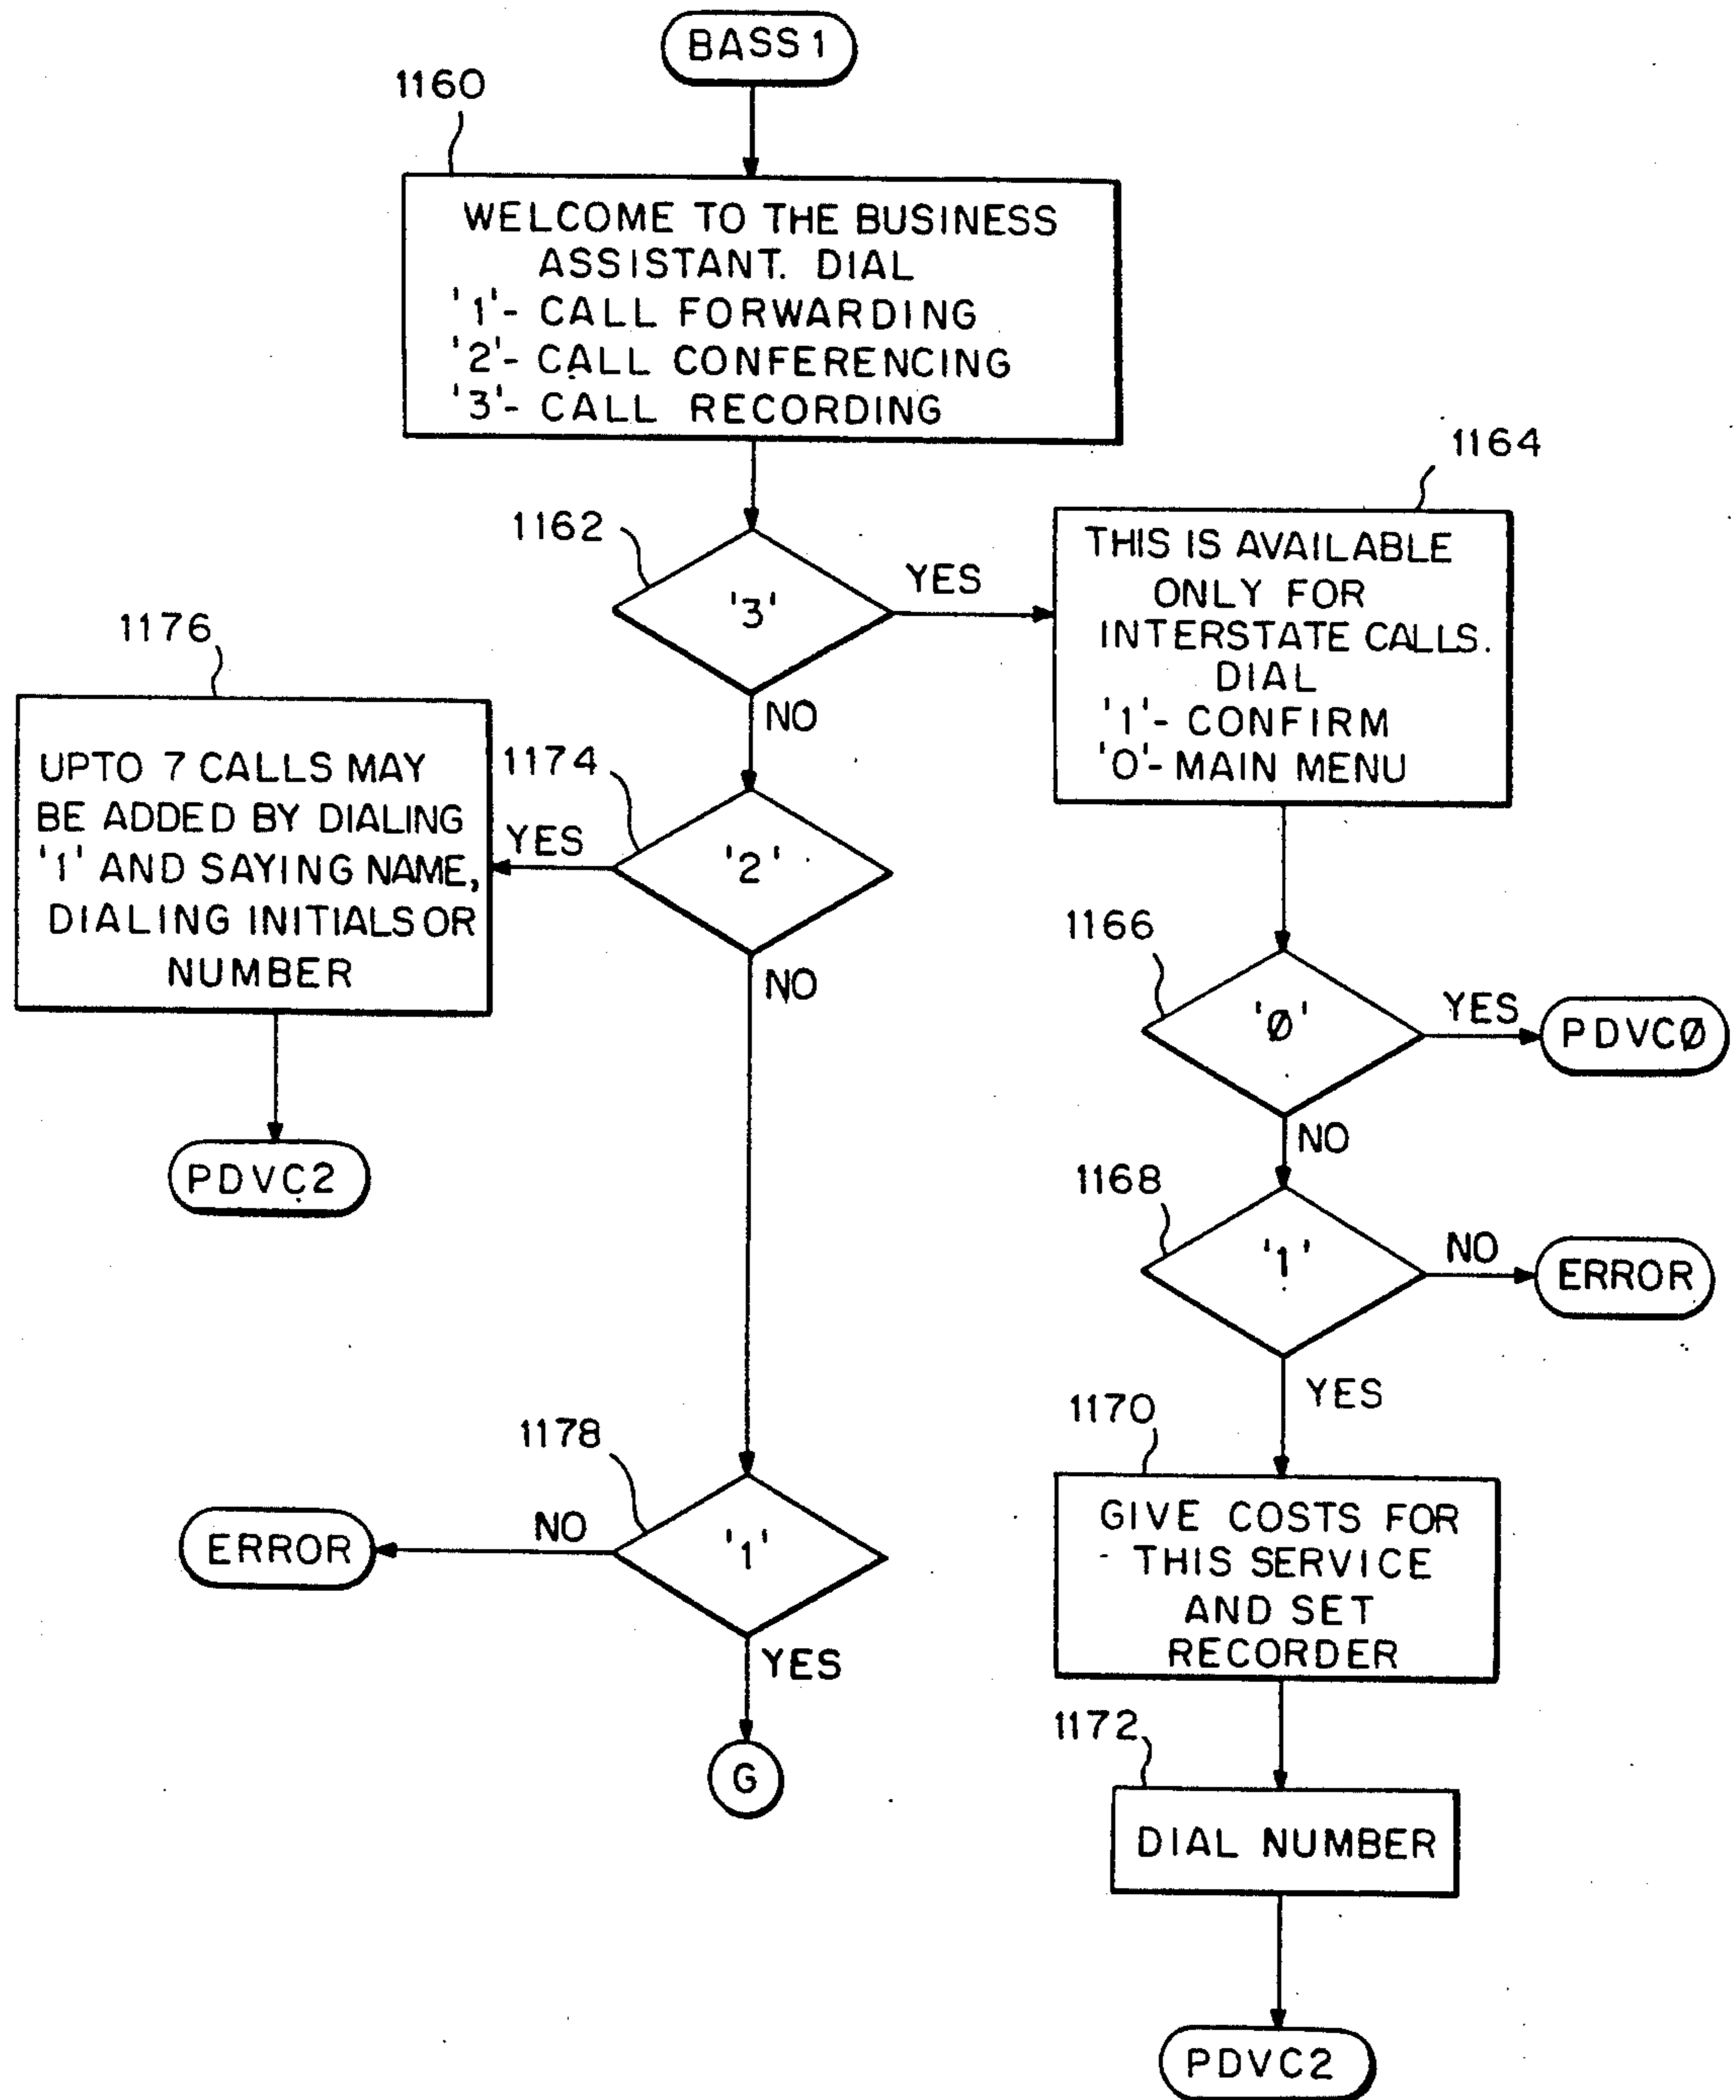 BASS1
1160
WELCOME TO THE BUSINESS
ASSISTANT. DIAL
'1'- CALL FORWARDING
'2'- CALL CONFERENCING
'3'- CALL RECORDING
1162
'3'
YES
NO
1164
THIS IS AVAILABLE
ONLY FOR
INTERSTATE CALLS.
DIAL
'1'- CONFIRM
'0'- MAIN MENU
1176
UPTO 7 CALLS MAY
BE ADDED BY DIALING
'1' AND SAYING NAME,
DIALING INITIALS OR
NUMBER
1174
YES
'2'
NO
PDVC2
1166
'Ø'
YES
PDVCØ
NO
1168
'1'
NO
ERROR
YES
1178
'1'
NO
ERROR
YES
G
1170
GIVE COSTS FOR
THIS SERVICE
AND SET
RECORDER
1172
DIAL NUMBER
PDVC2